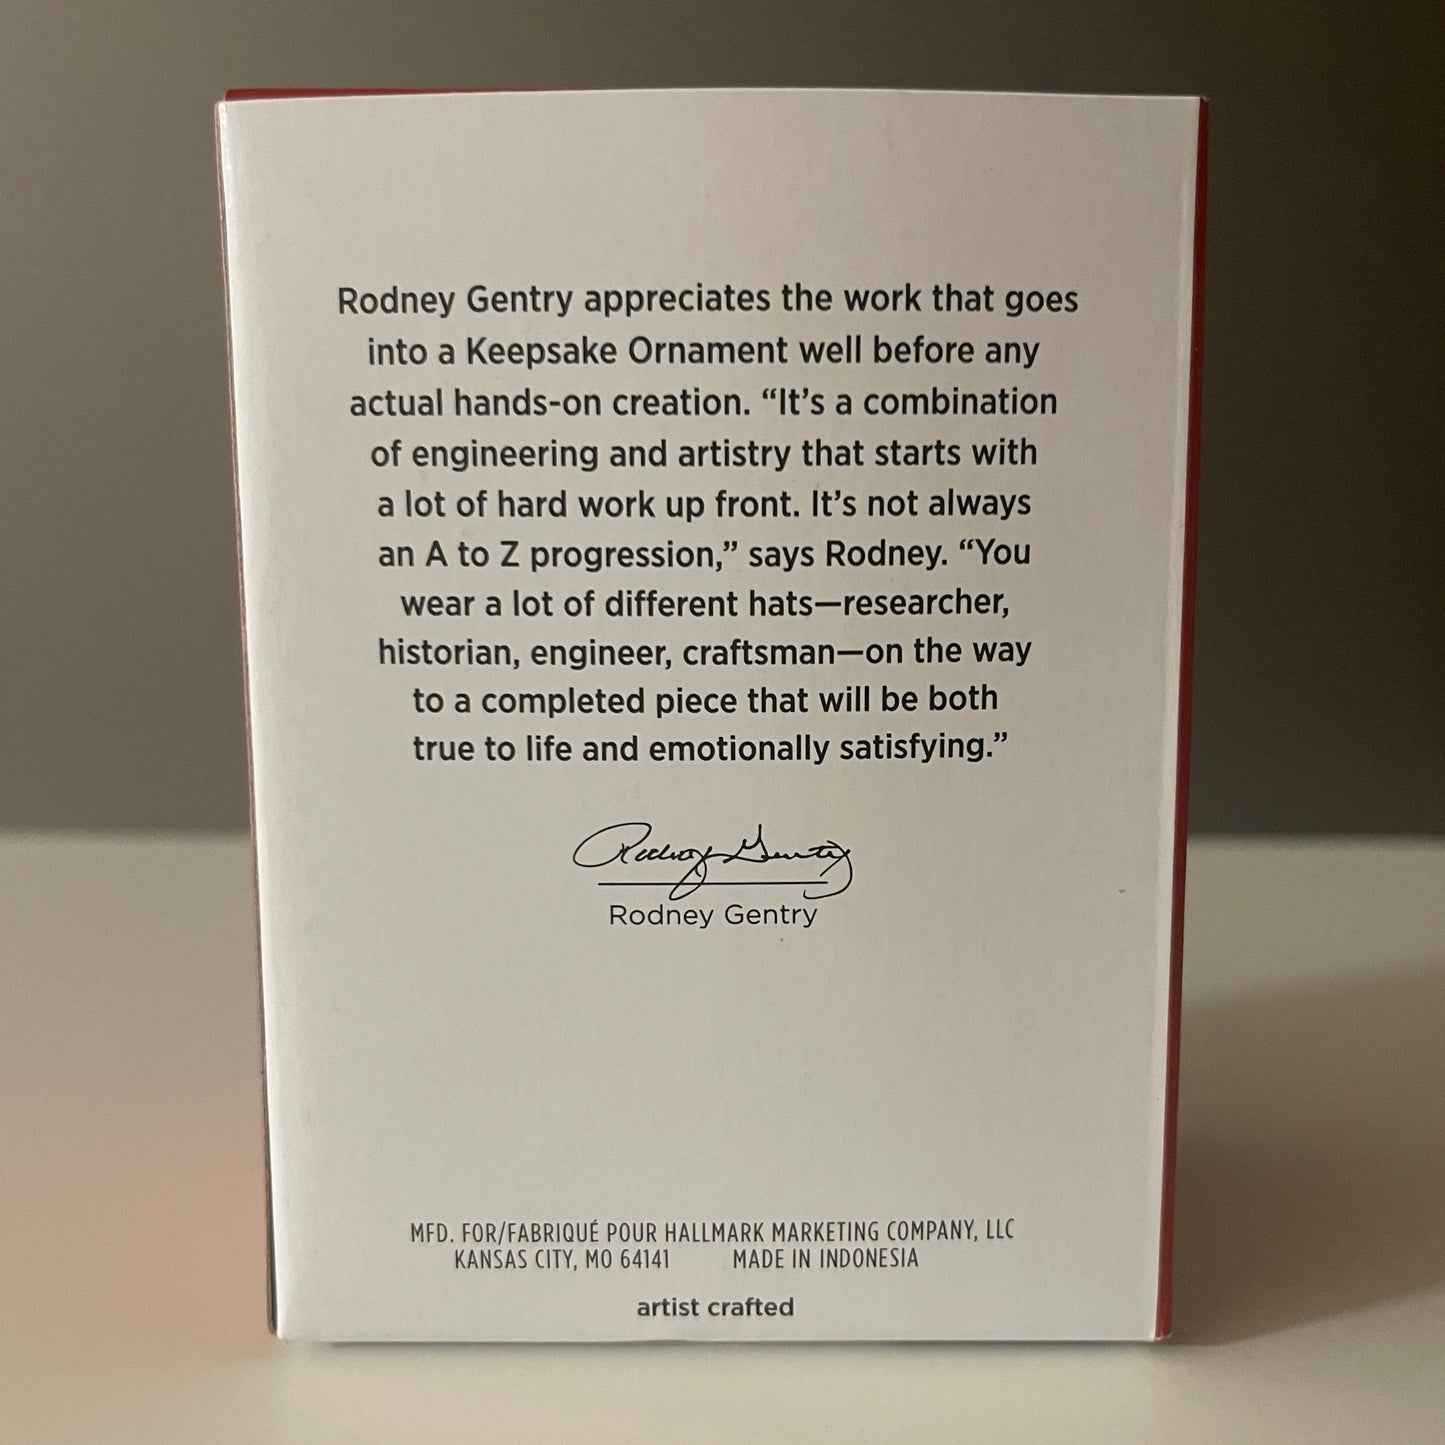 Rodney Gentry appreciates the work that goes
into a Keepsake Ornament well before any
actual hands-on creation. “It’s a combination
of engineering and artistry that starts with
a lot of hard work up front. It’s not always
an A to Z progression,” says Rodney. “You
wear a lot of different hats—researcher,
historian, engineer, craftsman—on the way
to a completed piece that will be both
true to life and emotionally satisfying.”
Rodney Gentry
Rodney Gentry
MFD. FOR/FABRIQUÉ POUR HALLMARK MARKETING COMPANY, LLC
KANSAS CITY, MO 64141 MADE IN INDONESIA
artist crafted